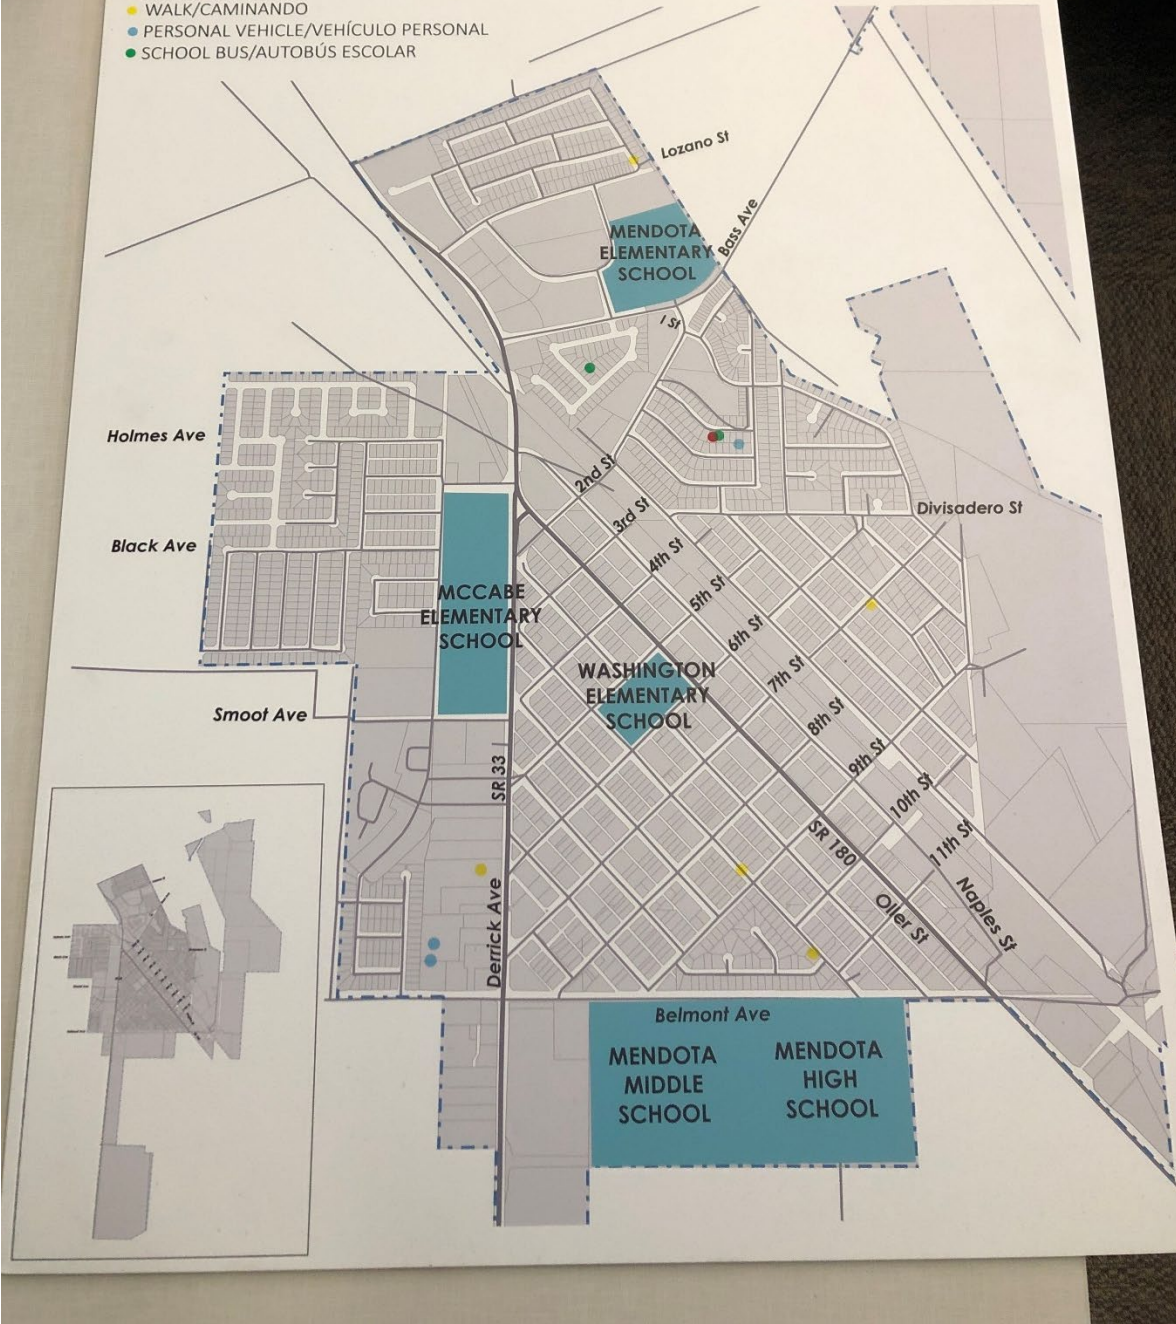 WALK/CAMINANDO
PERSONAL VEHICLE/VEHÍCULO PERSONAL
SCHOOL BUS/AUTOBÚS ESCOLAR
Lozano St
Bass Ave
MENDOTA
ELEMENTARY
SCHOOL
I St
Holmes Ave
2nd St
3rd St
Divisadero St
Black Ave
4th St
5th St
6th St
7th St
8th St
9th St
10th St
11th St
MCCABE
ELEMENTARY
SCHOOL
WASHINGTON
ELEMENTARY
SCHOOL
Smoot Ave
SR 33
SR 180
Derrick Ave
Oller St
Naples St
Belmont Ave
MENDOTA
MIDDLE
SCHOOL
MENDOTA
HIGH
SCHOOL